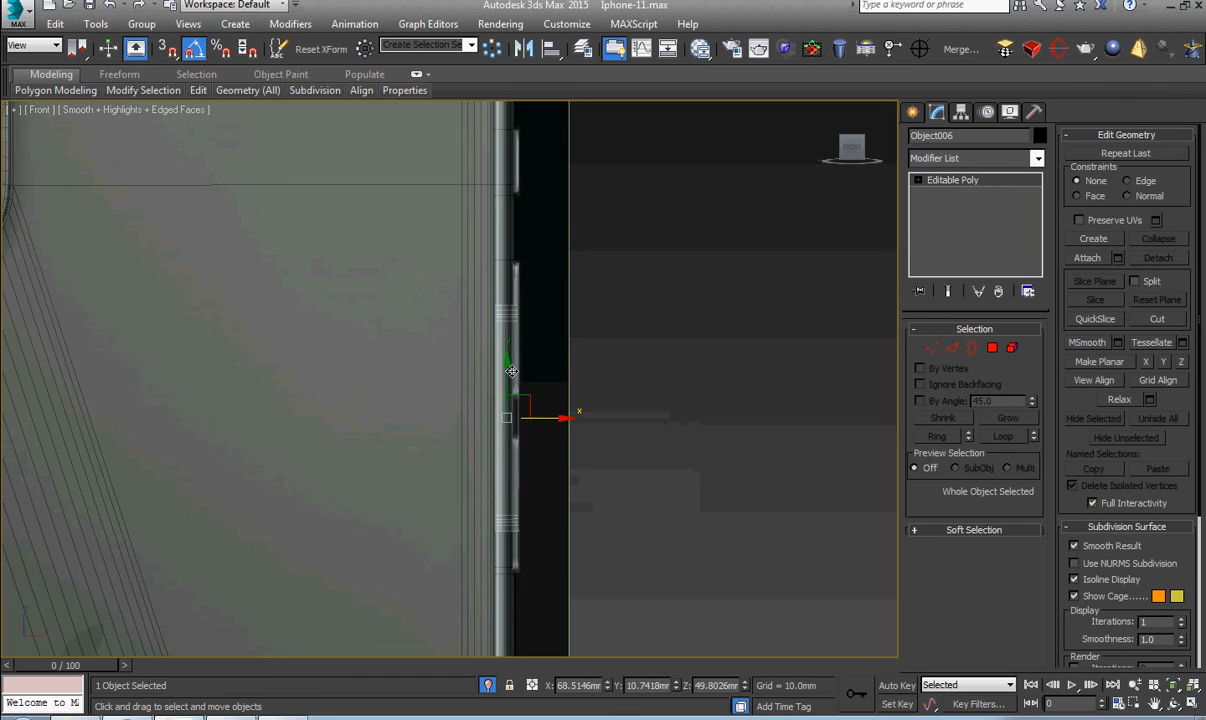 Workspace: Default
Autodesk 3ds Max 2015
Iphone-11.max
Type a keyword or phrase
MAX
Edit
Tools
Group
Views
Create
Modifiers
Animation
Graph Editors
Rendering
Customize
MAXScript
Help
View
3
Reset XForm
Create Selection Se
Merge...
Modeling
Freeform
Selection
Object Paint
Populate
Polygon Modeling
Modify Selection
Edit
Geometry (All)
Subdivision
Align
Properties
[ + ] [ Front ] [ Smooth + Highlights + Edged Faces ]
FRONT
y
x
Object006
Modifier List
Editable Poly
Selection
By Vertex
Ignore Backfacing
By Angle: 45.0
Shrink
Grow
Ring
Loop
Preview Selection
Off
SubObj
Multi
Whole Object Selected
Soft Selection
Edit Geometry
Repeat Last
Constraints
None
Edge
Face
Normal
Preserve UVs
Create
Collapse
Attach
Detach
Slice Plane
Split
Slice
Reset Plane
QuickSlice
Cut
MSmooth
Tessellate
Make Planar
X
Y
Z
View Align
Grid Align
Relax
Hide Selected
Unhide All
Hide Unselected
Named Selections:
Copy
Paste
Delete Isolated Vertices
Full Interactivity
Subdivision Surface
Smooth Result
Use NURMS Subdivision
Isoline Display
Show Cage......
Display
Iterations: 1
Smoothness: 1.0
Render
0 / 100
1 Object Selected
X: 68.5146mm
Y: 10.7418mm
Z: 49.8026mm
Grid = 10.0mm
Auto Key
Selected
Welcome to M
Click and drag to select and move objects
Add Time Tag
Set Key
Key Filters...
0